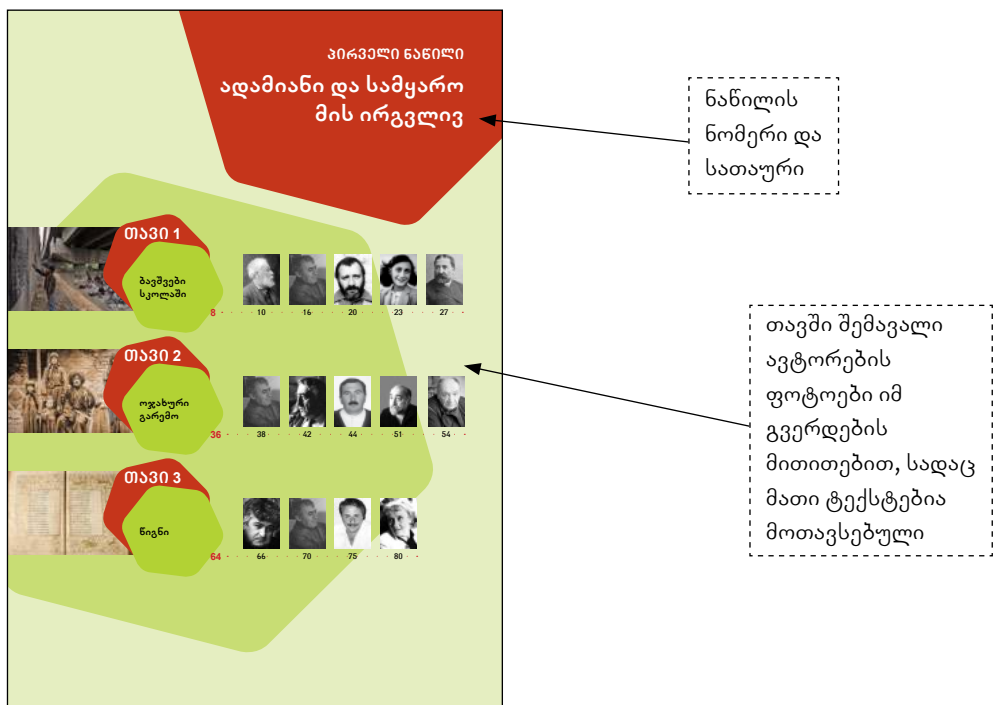 პირველი ნაწილი
ადამიანი და სამყარო
მის ირგვლივ
ნაწილის
ნომერი და
სათაური
თავი 1
ბავშვები
სკოლაში
8 10 16 20 23 27
თავი 2
ოჯახური
გარემო
36 38 42 44 51 54
თავი 3
წიგნი
64 66 70 75 80
თავში შემავალი
ავტორების
ფოტოები იმ
გვერდების
მითითებით, სადაც
მათი ტექსტებია
მოთავსებული